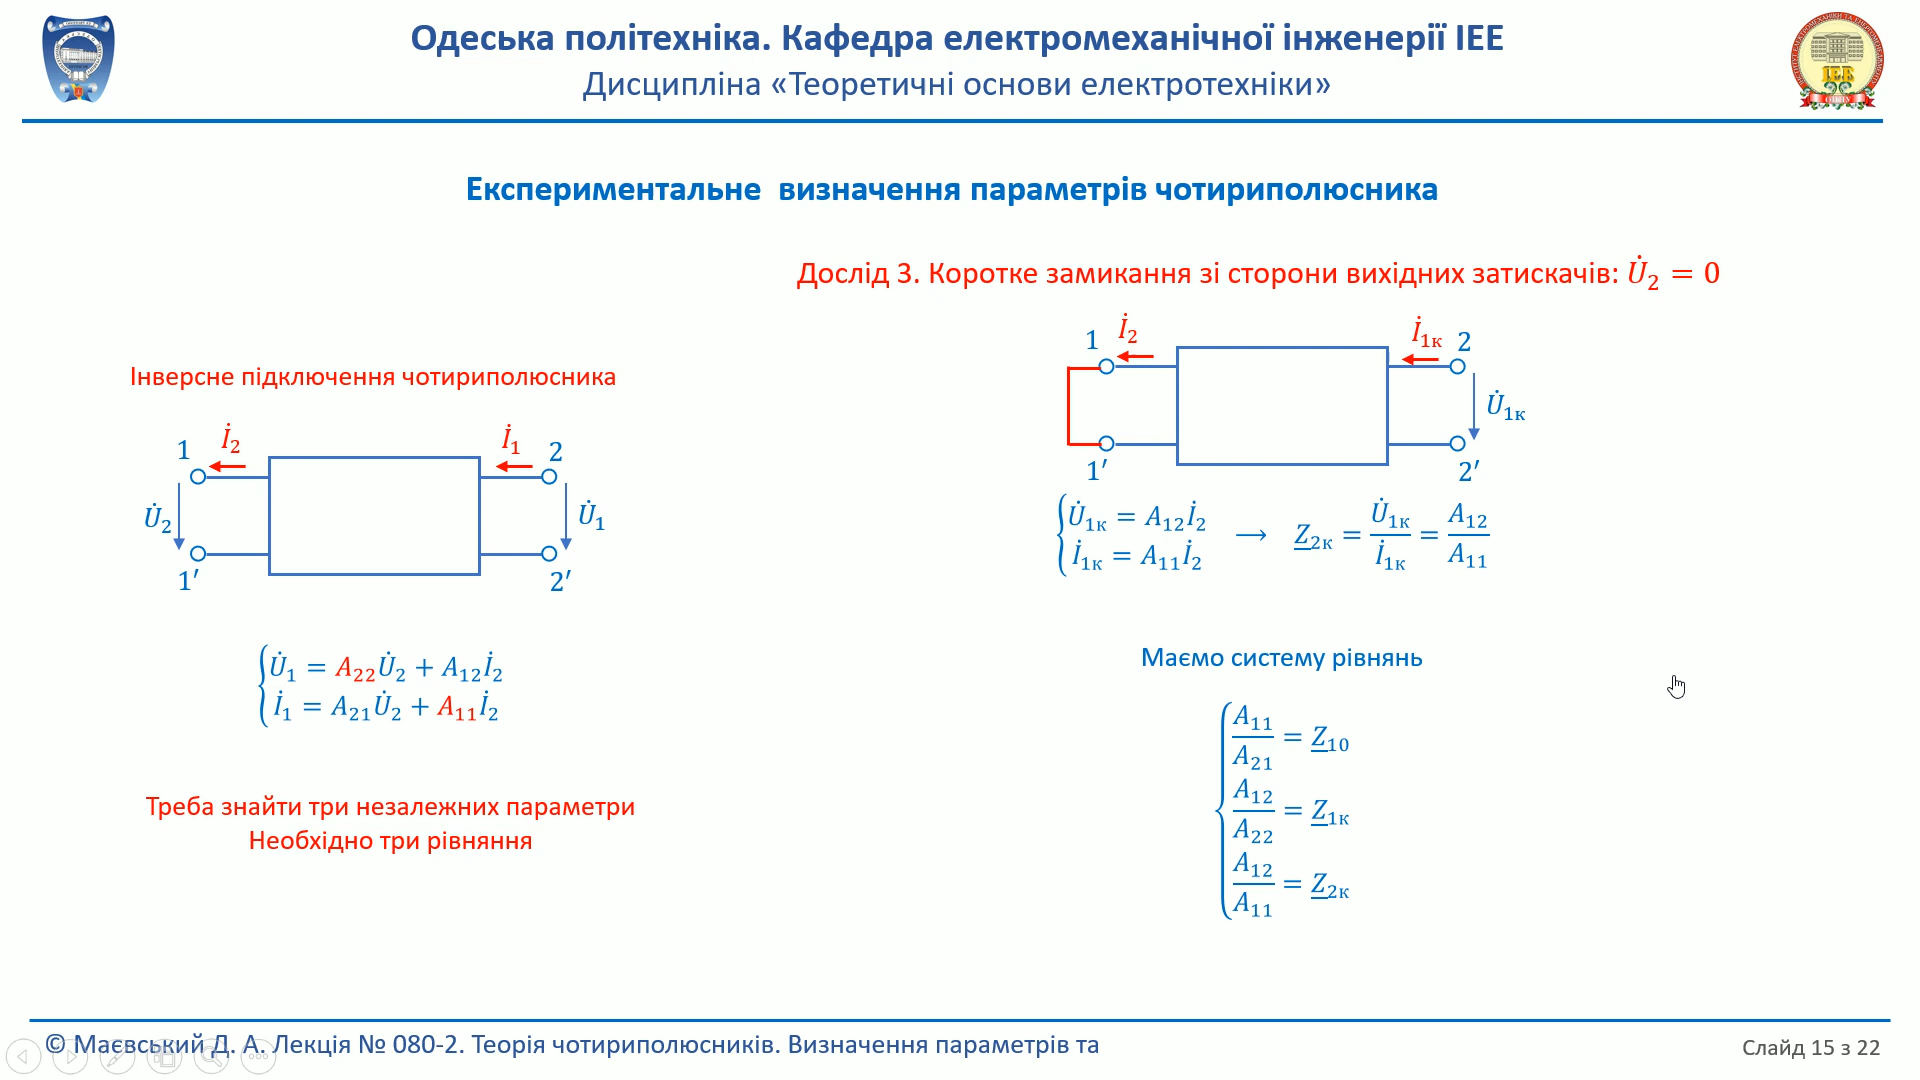 Одеська політехніка. Кафедра електромеханічної інженерії ІЕЕ
Дисципліна «Теоретичні основи електротехніки»
ІЕЕ
Експериментальне визначення параметрів чотириполюсника
Дослід 3. Коротке замикання зі сторони вихідних затискачів: U̇₂ = 0
1 İ₂ İ₁к 2
U̇₁к
1′ 2′
U̇₁к = A₁₂İ₂
İ₁к = A₁₁İ₂
⟶ Z₂к = U̇₁к / İ₁к = A₁₂ / A₁₁
Інверсне підключення чотириполюсника
1 İ₂ İ₁ 2
U̇₂ U̇₁
1′ 2′
U̇₁ = A₂₂U̇₂ + A₁₂İ₂
İ₁ = A₂₁U̇₂ + A₁₁İ₂
Треба знайти три незалежних параметри
Необхідно три рівняння
Маємо систему рівнянь
A₁₁ / A₂₁ = Z₁₀
A₁₂ / A₂₂ = Z₁к
A₁₂ / A₁₁ = Z₂к
© Маєвський Д. А. Лекція № 080-2. Теорія чотириполюсників. Визначення параметрів та
Слайд 15 з 22